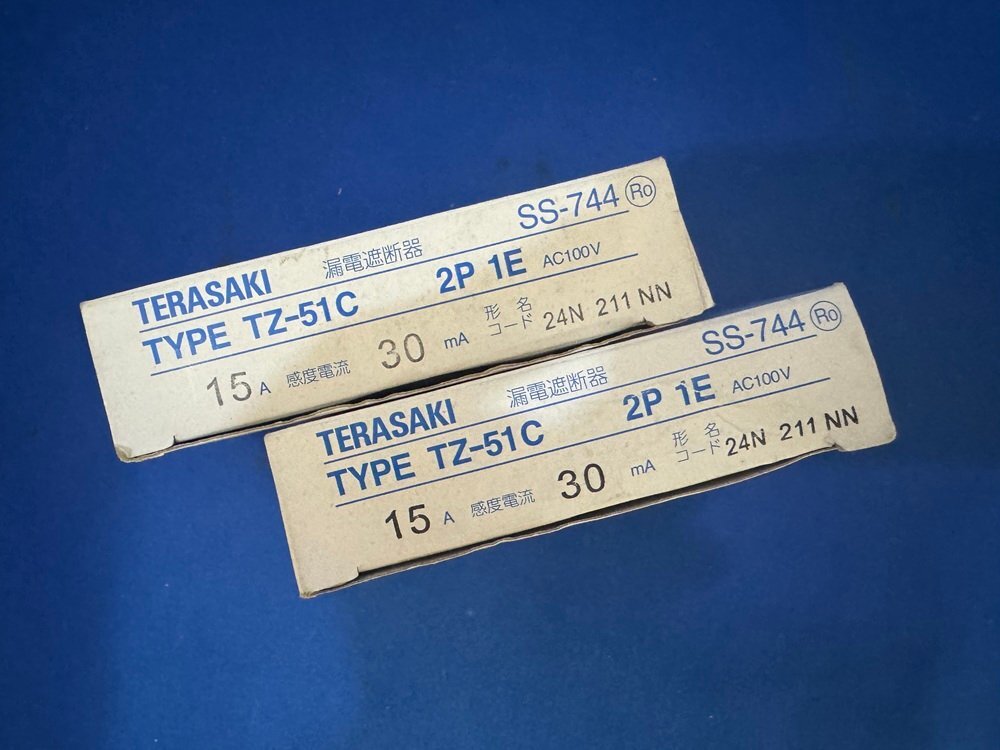 SS-744 Ro
TERASAKI 漏電遮断器
TYPE TZ-51C 2P 1E AC100V
15 A 感度電流 30 mA 形名コード 24N 211 NN
SS-744 Ro
TERASAKI 漏電遮断器
TYPE TZ-51C 2P 1E AC100V
15 A 感度電流 30 mA 形名コード 24N 211 NN